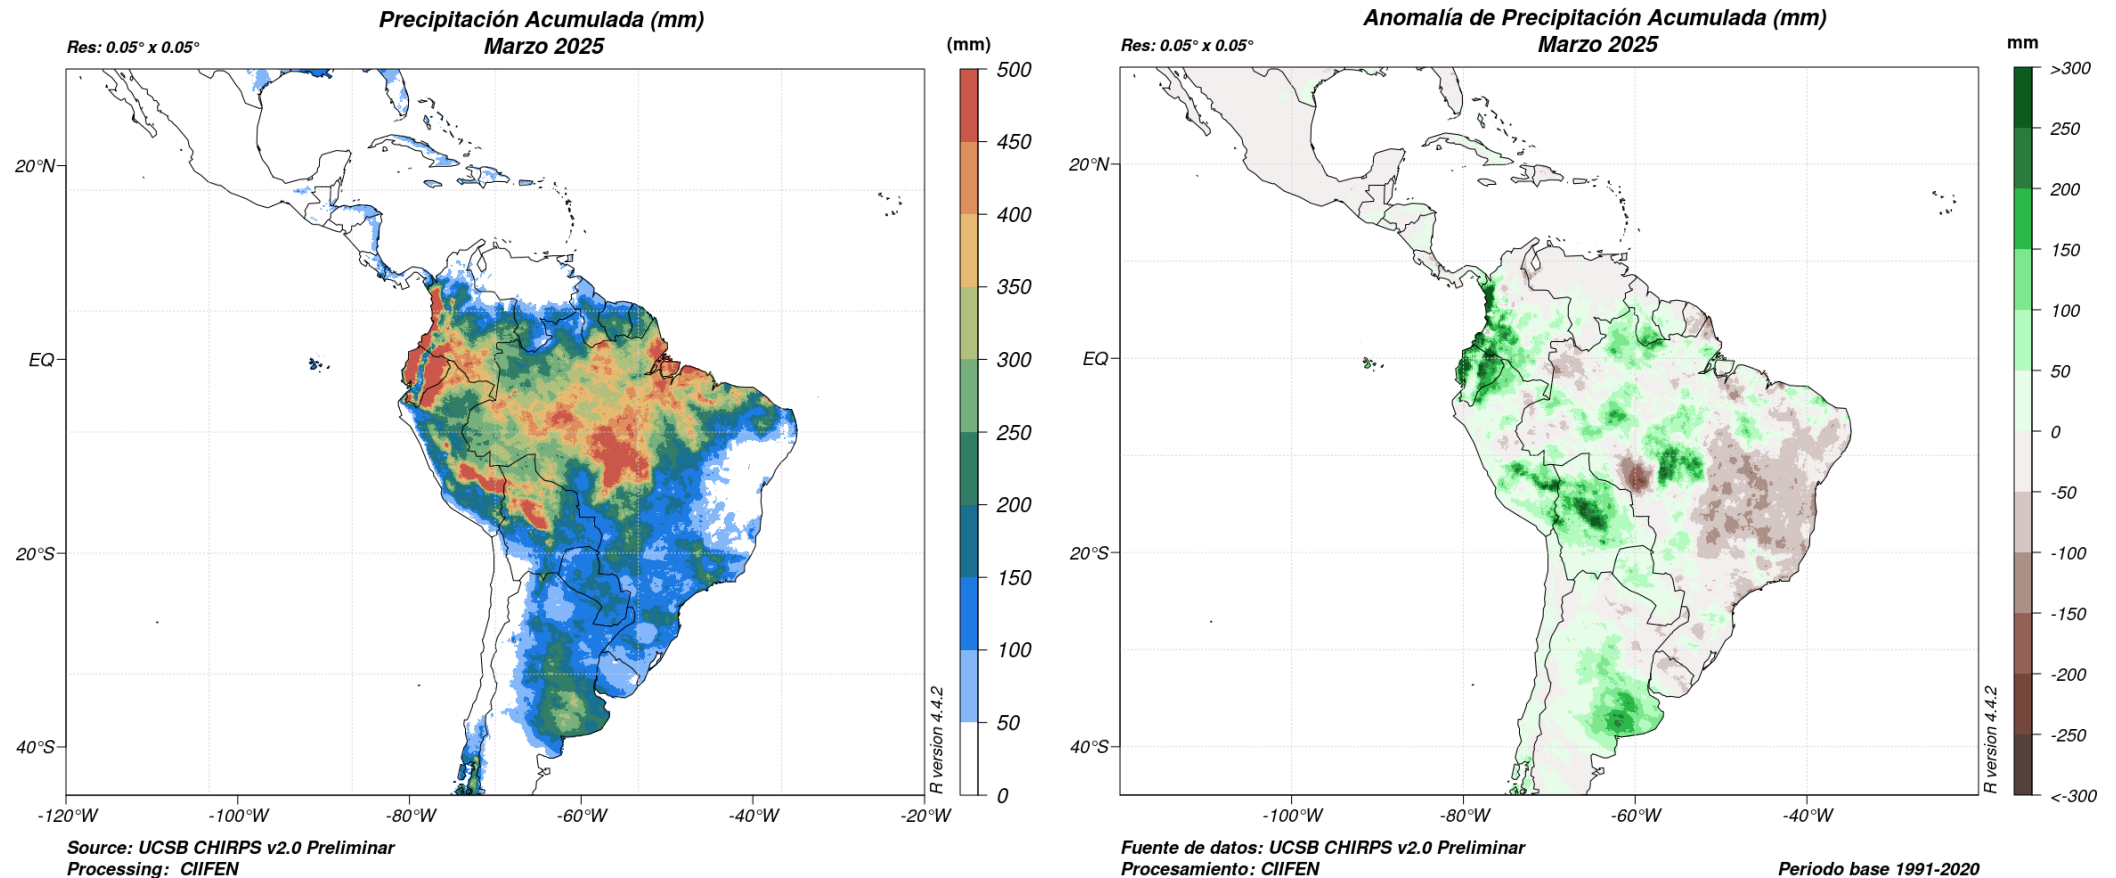 Precipitación Acumulada (mm)
Marzo 2025
Res: 0.05° x 0.05°
(mm)
500
450
400
350
300
250
200
150
100
50
0
20°N
EQ
20°S
40°S
-120°W
-100°W
-80°W
-60°W
-40°W
-20°W
R version 4.4.2
Source: UCSB CHIRPS v2.0 Preliminar
Processing: CIIFEN
Anomalía de Precipitación Acumulada (mm)
Marzo 2025
Res: 0.05° x 0.05°
mm
>300
250
200
150
100
50
0
-50
-100
-150
-200
-250
<-300
20°N
EQ
20°S
40°S
-100°W
-80°W
-60°W
-40°W
R version 4.4.2
Fuente de datos: UCSB CHIRPS v2.0 Preliminar
Procesamiento: CIIFEN
Periodo base 1991-2020